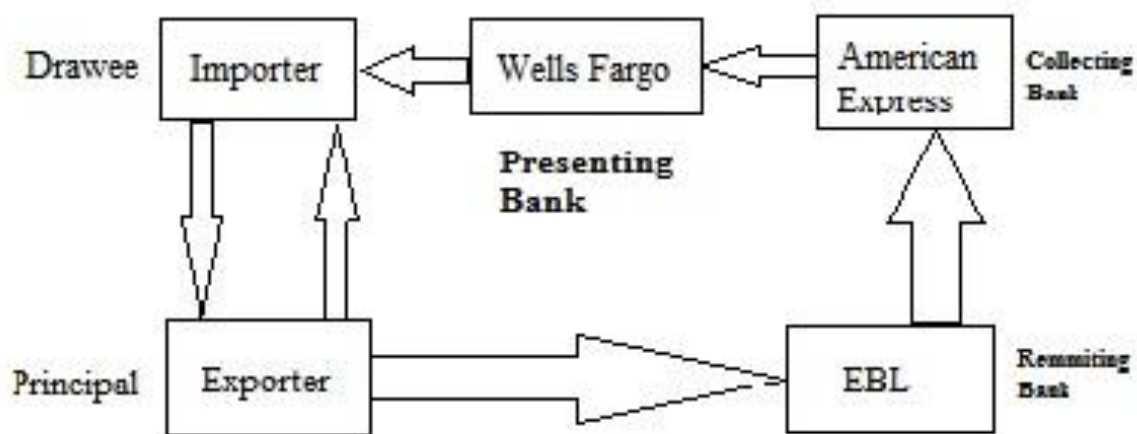 Drawee
Importer
Wells Fargo
American
Express
Collecting
Bank
Presenting
Bank
Principal
Exporter
EBL
Remmiting
Bank